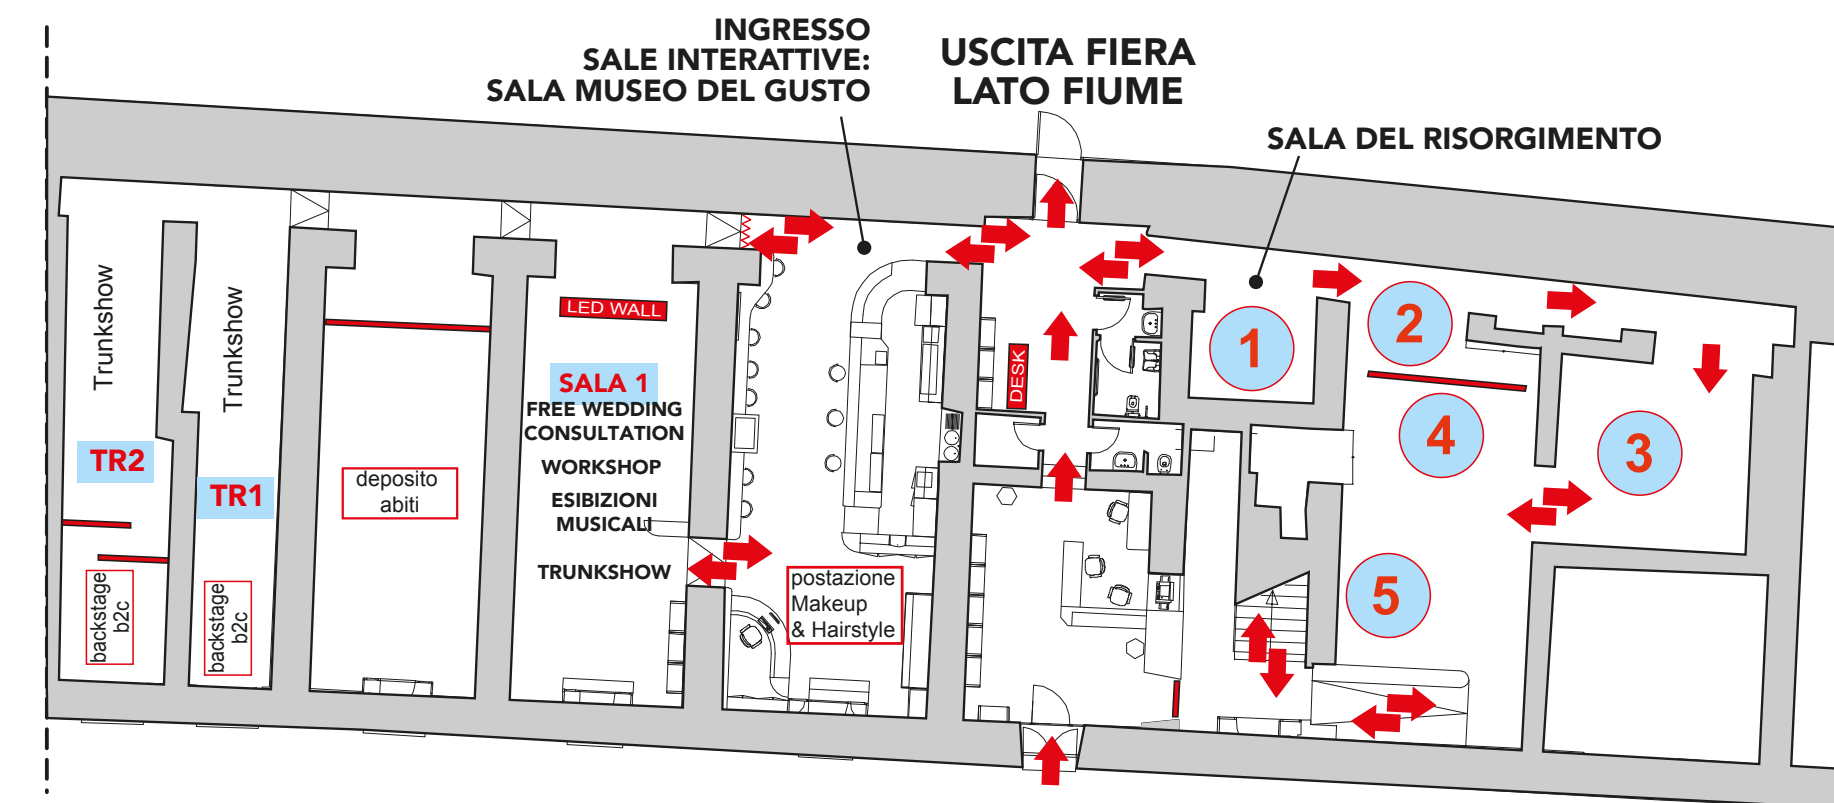 INGRESSO
SALE INTERATTIVE:
SALA MUSEO DEL GUSTO
USCITA FIERA
LATO FIUME
SALA DEL RISORGIMENTO
Trunkshow
TR2
backstage
b2c
Trunkshow
TR1
backstage
b2c
deposito
abiti
LED WALL
SALA 1
FREE WEDDING
CONSULTATION
WORKSHOP
ESIBIZIONI
MUSICALI
TRUNKSHOW
postazione
Makeup
& Hairstyle
DESK
1
2
4
3
5